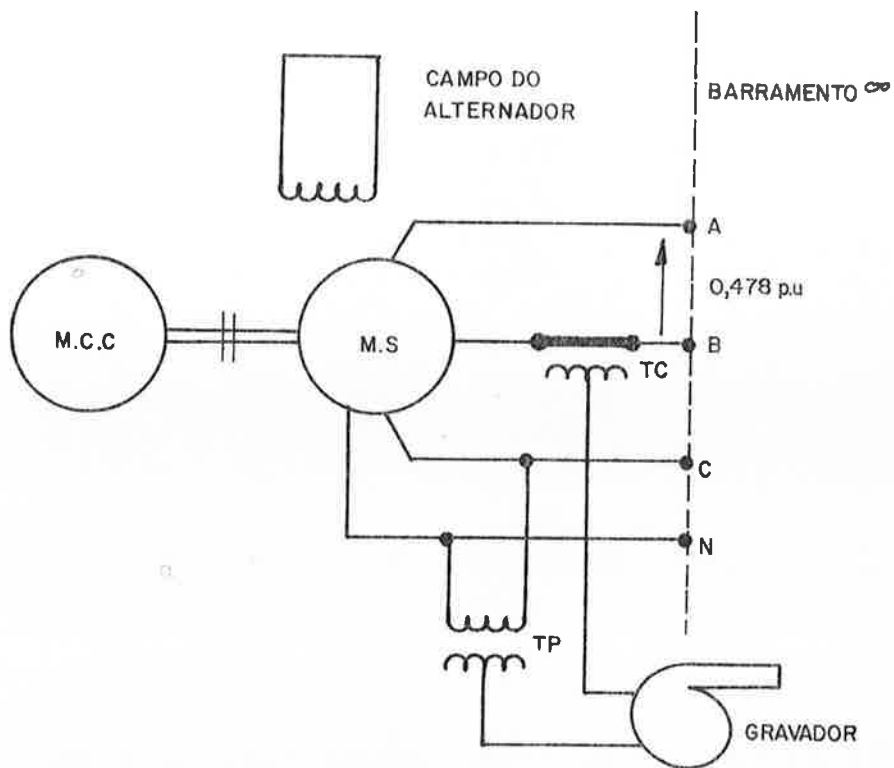 CAMPO DO
ALTERNADOR
BARRAMENTO ∞
A
0,478 p.u
M.C.C
M.S
B
TC
C
N
TP
GRAVADOR